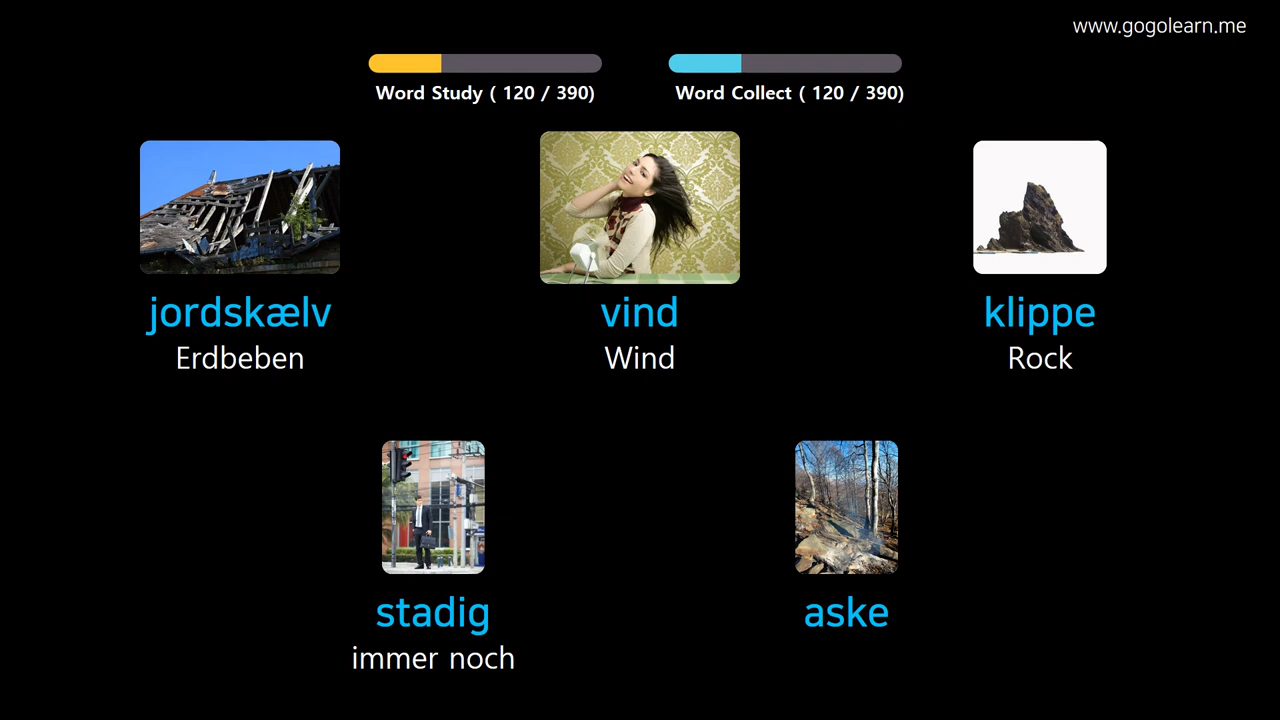 www.gogolearn.me
Word Study ( 120 / 390)
Word Collect ( 120 / 390)
jordskælv
Erdbeben
vind
Wind
klippe
Rock
stadig
immer noch
aske